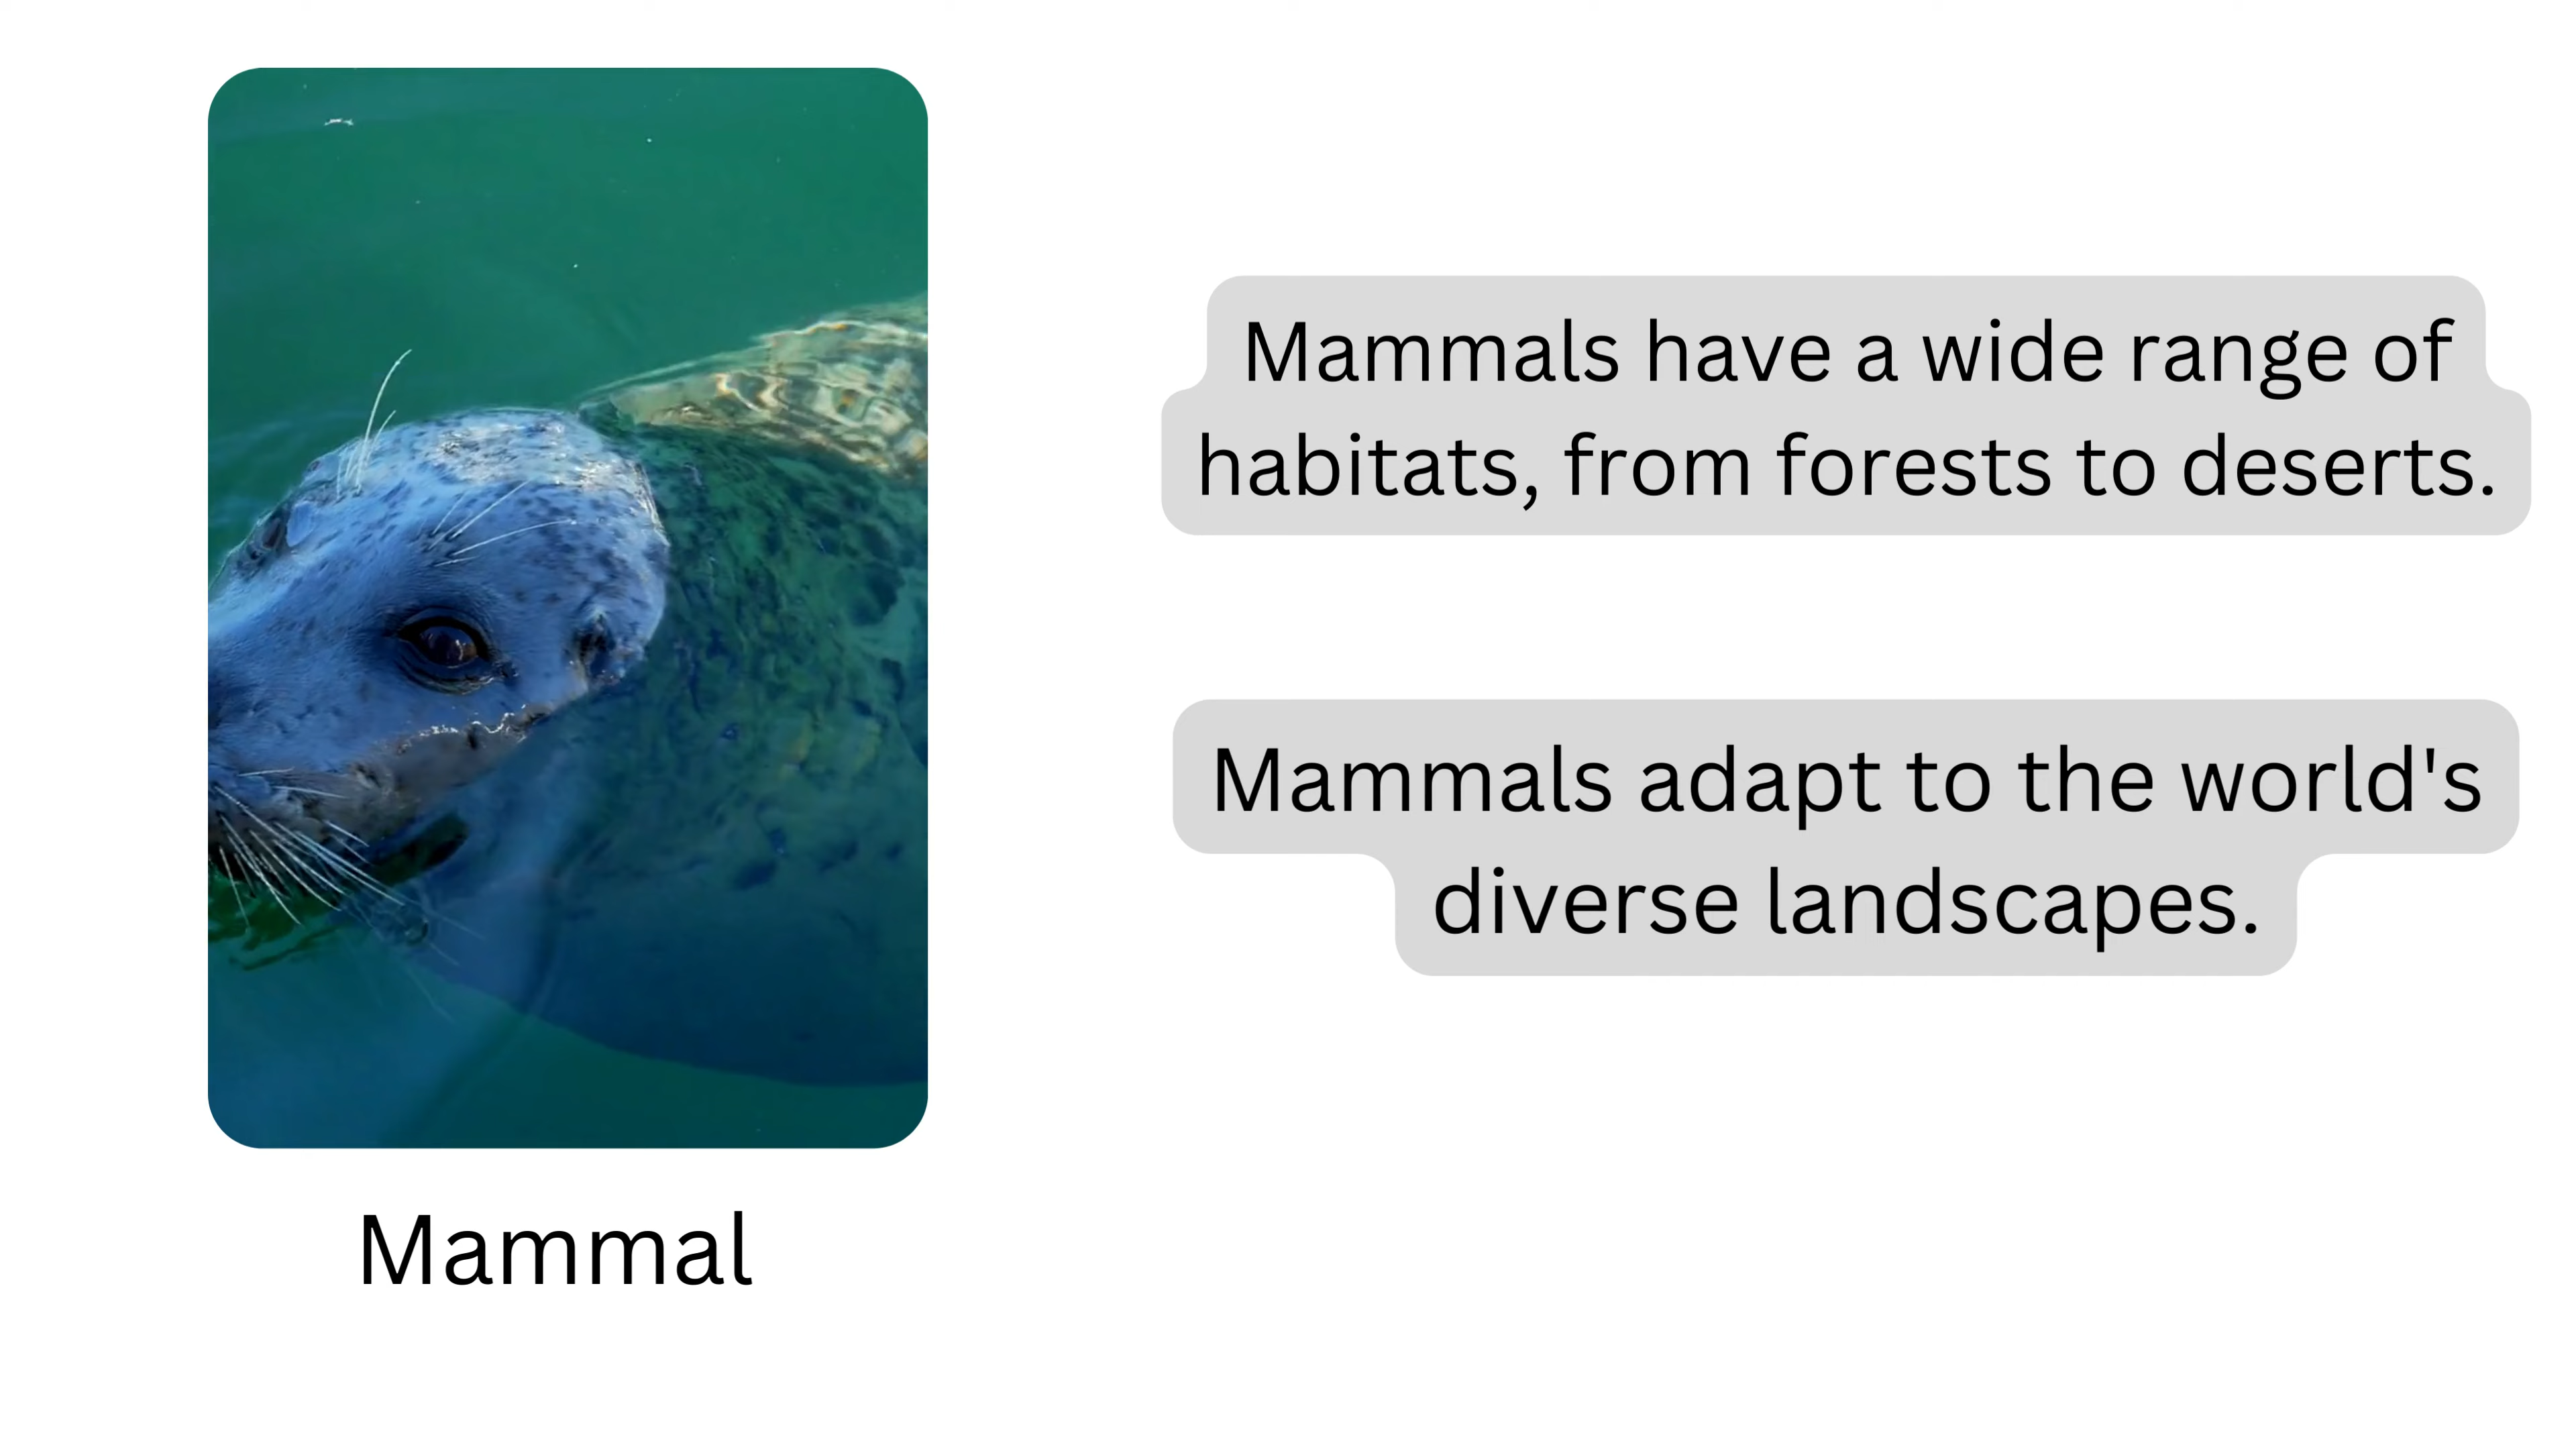 Mammals have a wide range of
habitats, from forests to deserts.
Mammals adapt to the world's
diverse landscapes.
Mammal